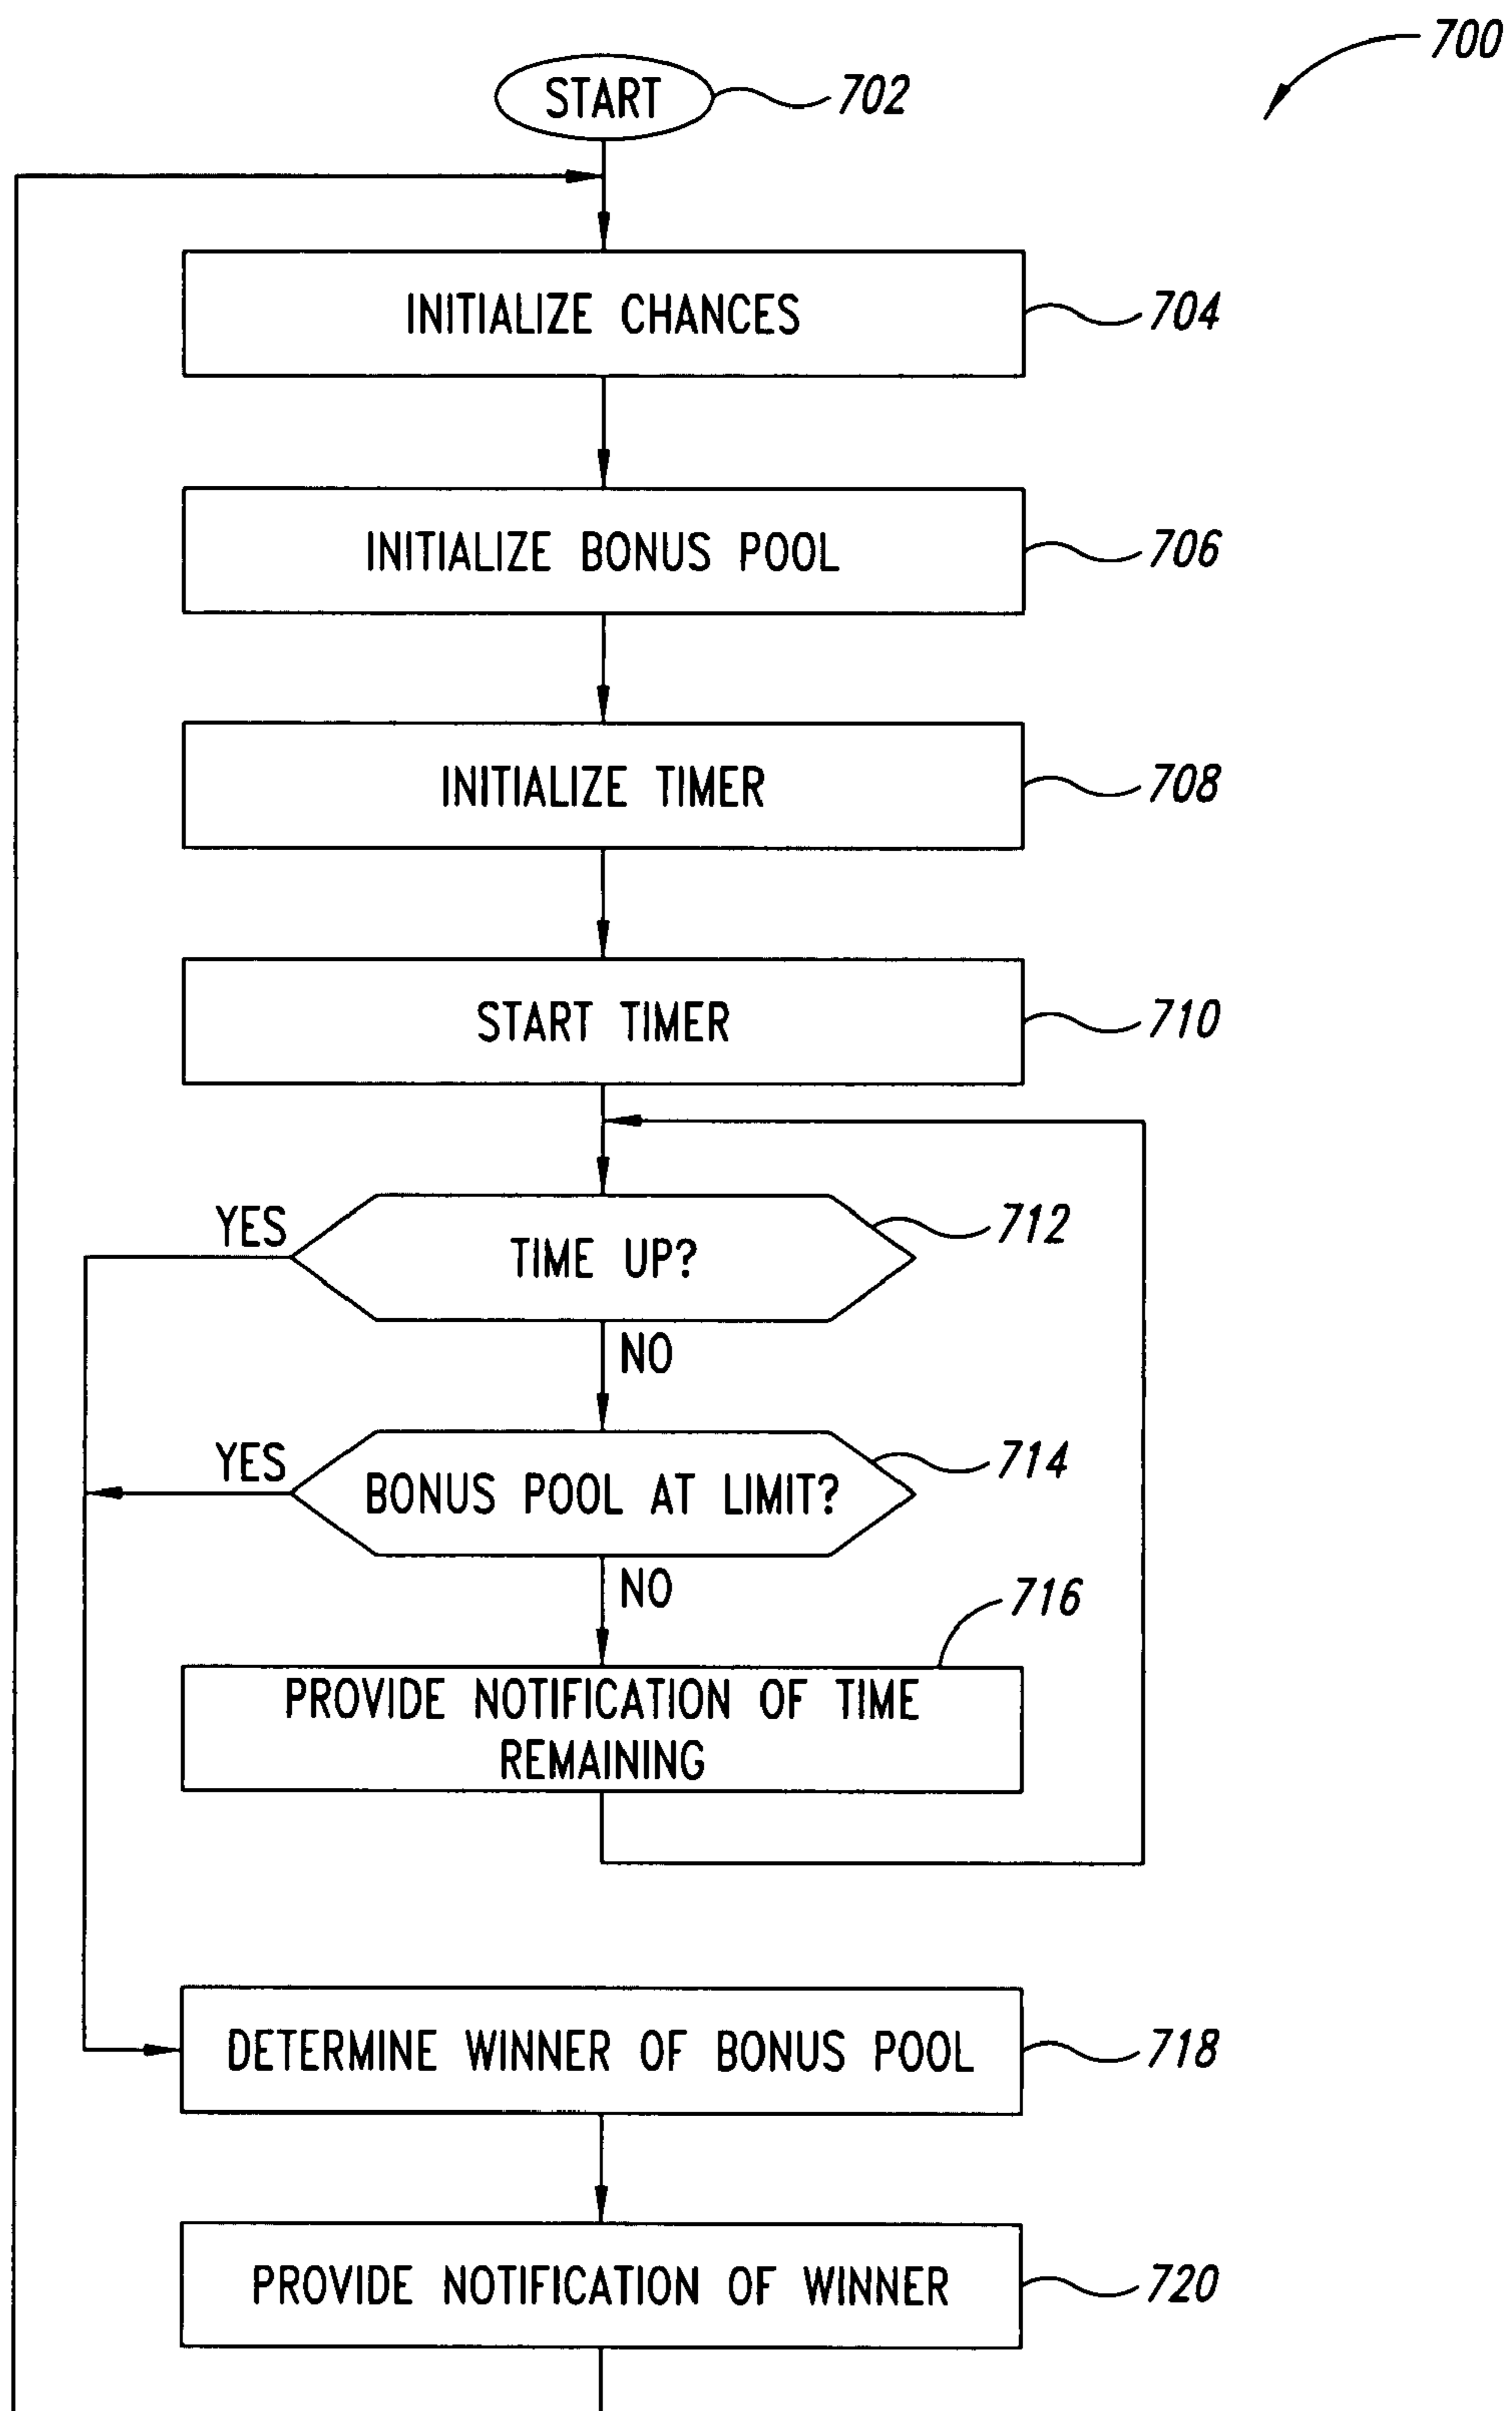 700
START
702
INITIALIZE CHANCES
704
INITIALIZE BONUS POOL
706
INITIALIZE TIMER
708
START TIMER
710
YES
TIME UP?
712
NO
YES
BONUS POOL AT LIMIT?
714
NO
716
PROVIDE NOTIFICATION OF TIME
REMAINING
DETERMINE WINNER OF BONUS POOL
718
PROVIDE NOTIFICATION OF WINNER
720